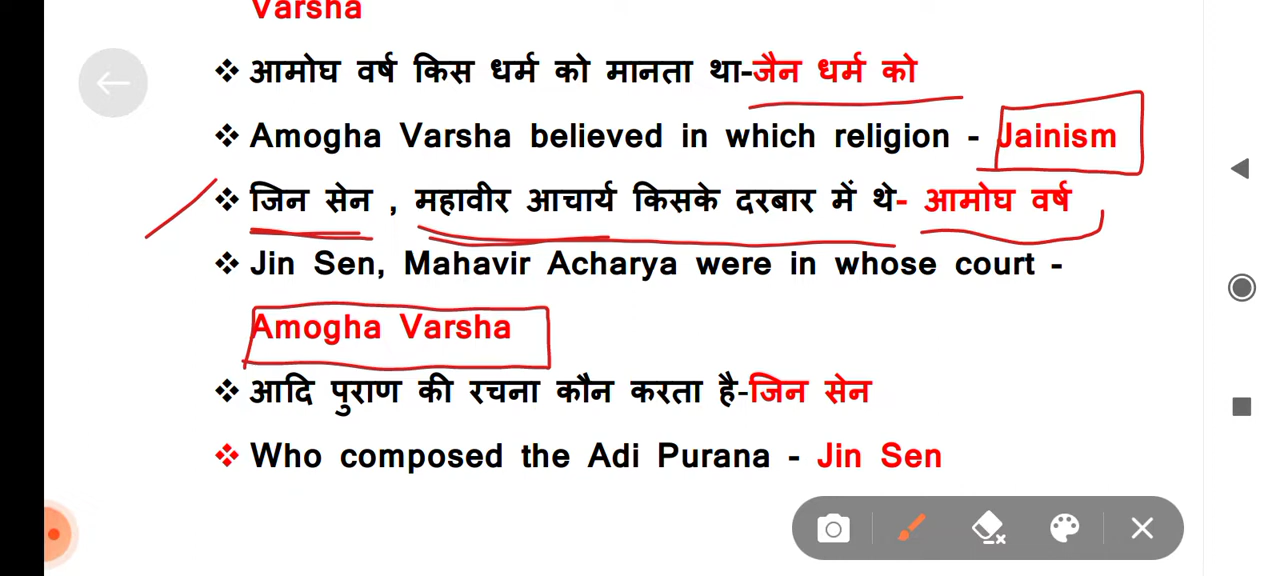 Varsha
❖ आमोघ वर्ष किस धर्म को मानता था-जैन धर्म को
❖ Amogha Varsha believed in which religion - Jainism
❖ जिन सेन , महावीर आचार्य किसके दरबार में थे- आमोघ वर्ष
❖ Jin Sen, Mahavir Acharya were in whose court -
Amogha Varsha
❖ आदि पुराण की रचना कौन करता है-जिन सेन
❖ Who composed the Adi Purana - Jin Sen